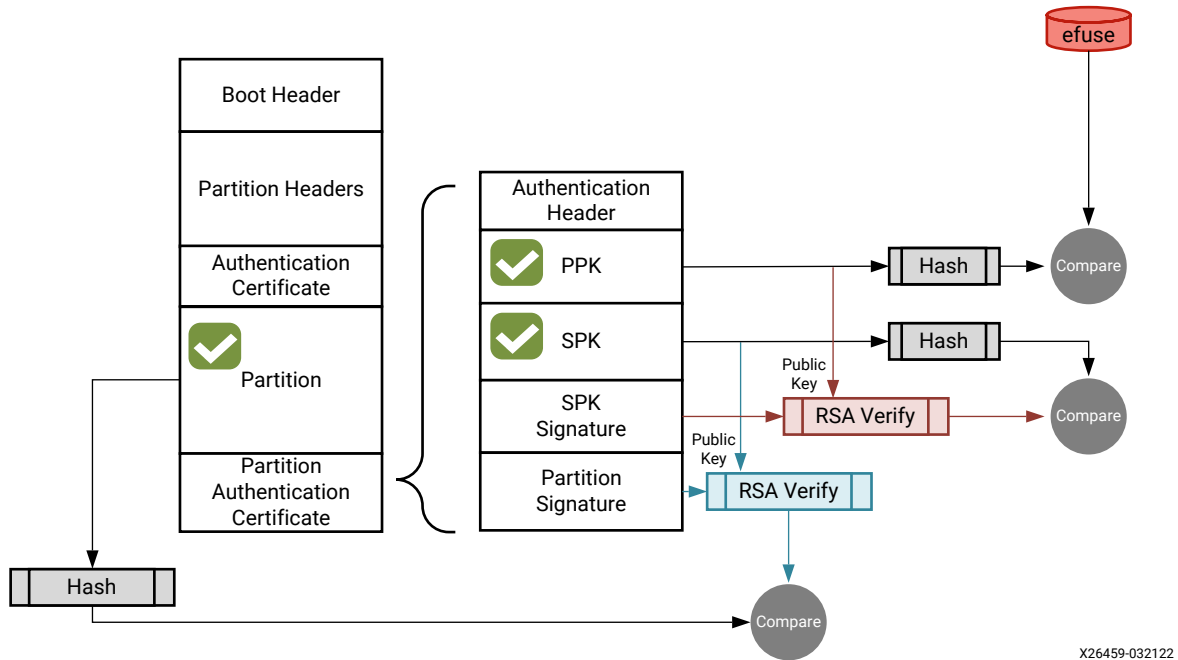 efuse
Boot Header
Partition Headers
Authentication
Certificate
Partition
Partition
Authentication
Certificate
Hash
Authentication
Header
PPK
SPK
SPK
Signature
Partition
Signature
Hash
Compare
Hash
Public
Key
RSA Verify
Compare
Public
Key
RSA Verify
Compare
X26459-032122